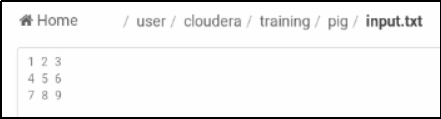 Home / user / cloudera / training / pig / input.txt
1 2 3
4 5 6
7 8 9